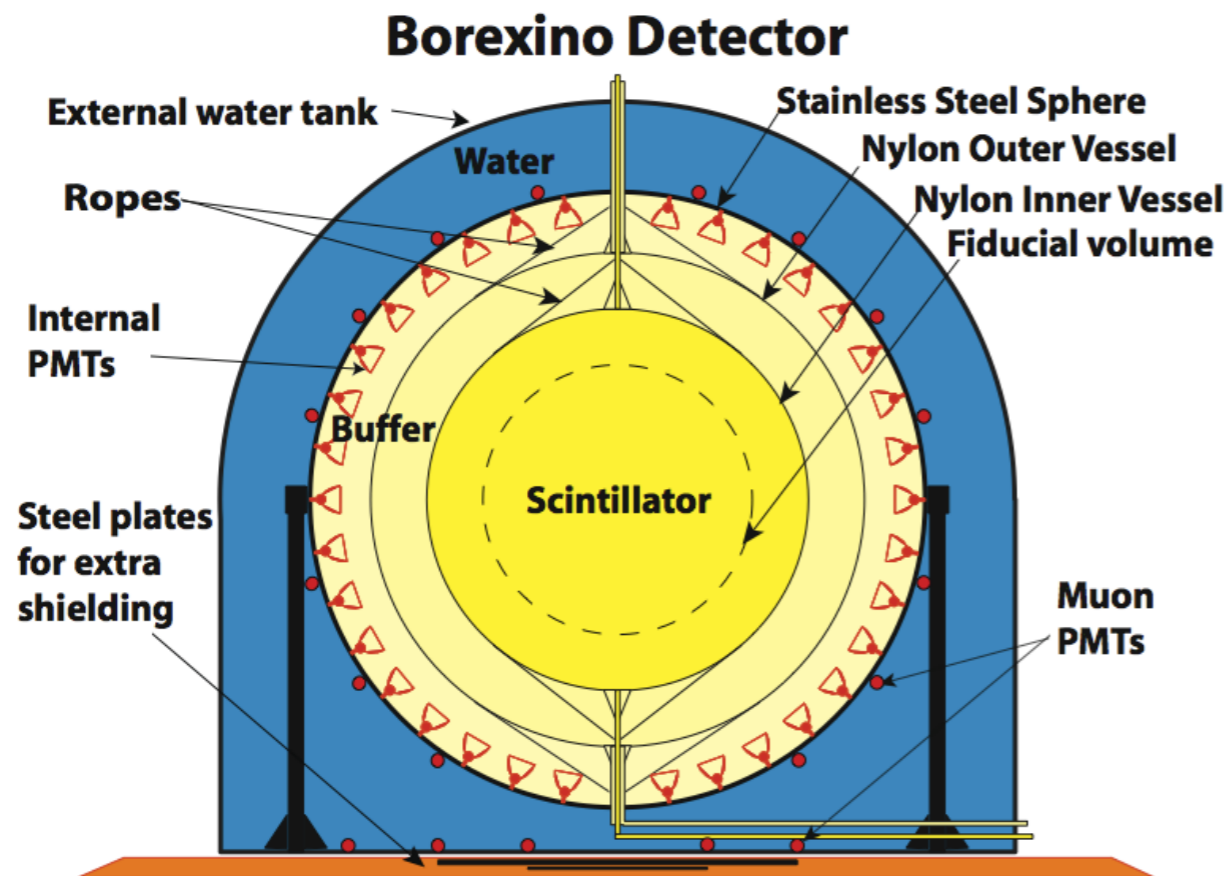 Borexino Detector
External water tank
Stainless Steel Sphere
Water
Nylon Outer Vessel
Ropes
Nylon Inner Vessel
Fiducial volume
Internal
PMTs
Buffer
Scintillator
Steel plates
for extra
shielding
Muon
PMTs